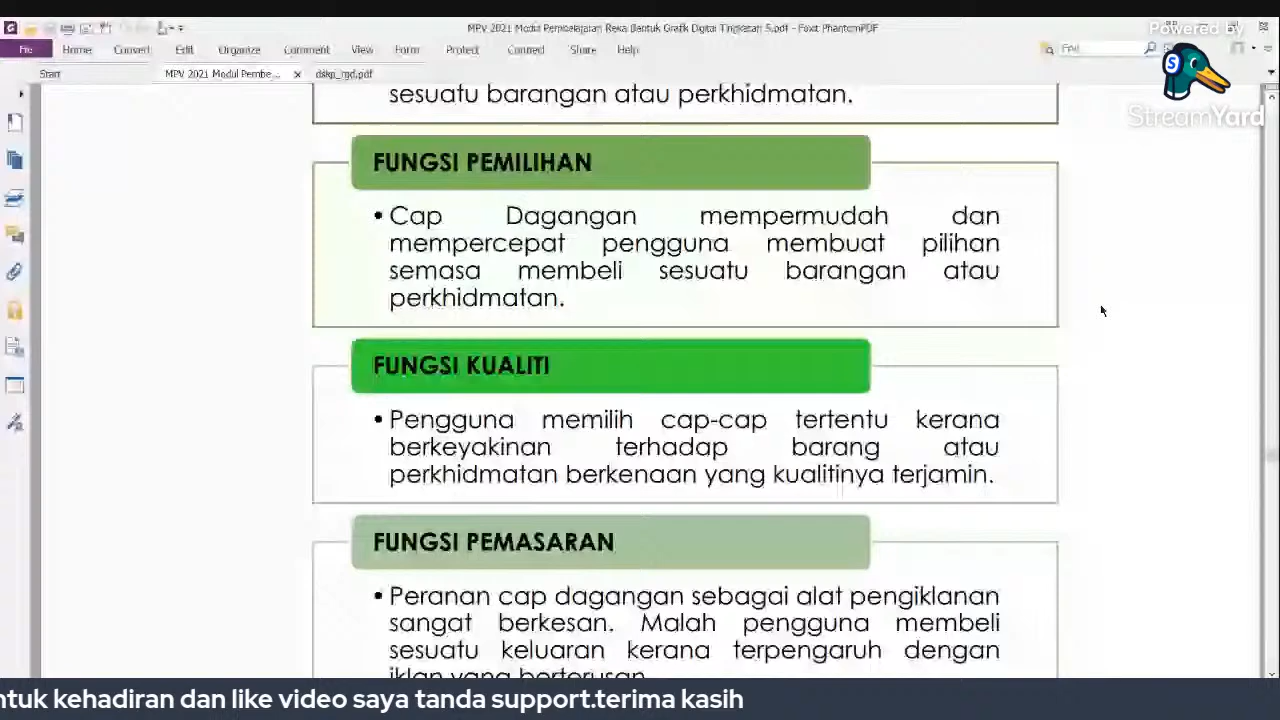 MPV 2021 Modul Pembelajaran Reka Bentuk Grafik Digital Tingkatan 5.pdf - Foxit PhantomPDF
Powered by
File Home Convert Edit Organize Comment View Form Protect Connect Share Help
Find
Start MPV 2021 Modul Pembe... × dskp_rgd.pdf
StreamYard
sesuatu barangan atau perkhidmatan.
FUNGSI PEMILIHAN
• Cap Dagangan mempermudah dan
mempercepat pengguna membuat pilihan
semasa membeli sesuatu barangan atau
perkhidmatan.
FUNGSI KUALITI
• Pengguna memilih cap-cap tertentu kerana
berkeyakinan terhadap barang atau
perkhidmatan berkenaan yang kualitinya terjamin.
FUNGSI PEMASARAN
• Peranan cap dagangan sebagai alat pengiklanan
sangat berkesan. Malah pengguna membeli
sesuatu keluaran kerana terpengaruh dengan
iklan yang berterusan.
ntuk kehadiran dan like video saya tanda support.terima kasih